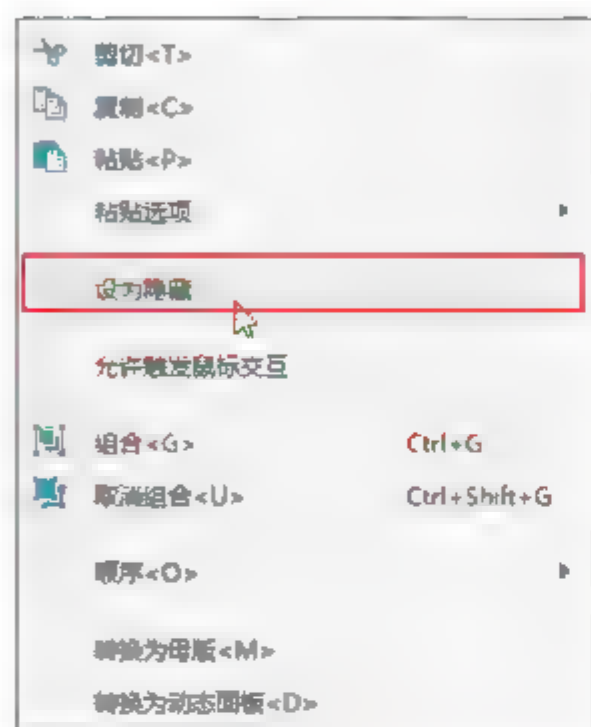 剪切<T>
复制<C>
粘贴<P>
粘贴选项
设为隐藏
允许触发鼠标交互
组合<G> Ctrl+G
取消组合<U> Ctrl+Shift+G
顺序<O>
转换为母版<M>
转换为动态面板<D>